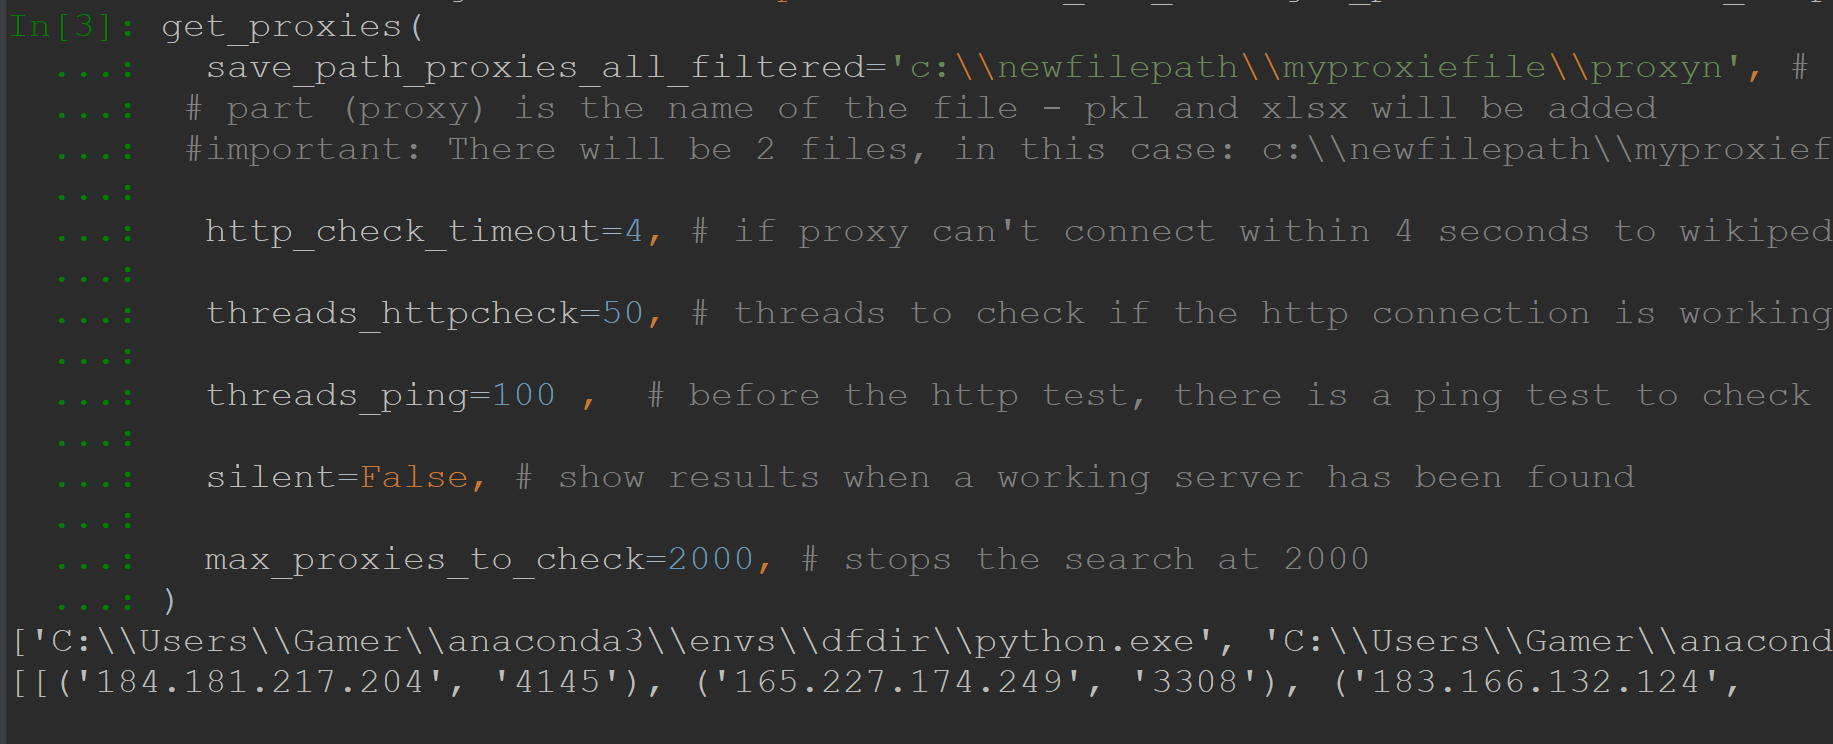 In[3]: get_proxies(
...:   save_path_proxies_all_filtered='c:\\newfilepath\\myproxiefile\\proxyn', #
...:  # part (proxy) is the name of the file - pkl and xlsx will be added
...:  #important: There will be 2 files, in this case: c:\\newfilepath\\myproxief
...:
...:   http_check_timeout=4, # if proxy can't connect within 4 seconds to wikiped
...:
...:   threads_httpcheck=50, # threads to check if the http connection is working
...:
...:   threads_ping=100 ,  # before the http test, there is a ping test to check
...:
...:   silent=False, # show results when a working server has been found
...:
...:   max_proxies_to_check=2000, # stops the search at 2000
...: )
['C:\\Users\\Gamer\\anaconda3\\envs\\dfdir\\python.exe', 'C:\\Users\\Gamer\\anacond
[[('184.181.217.204', '4145'), ('165.227.174.249', '3308'), ('183.166.132.124',